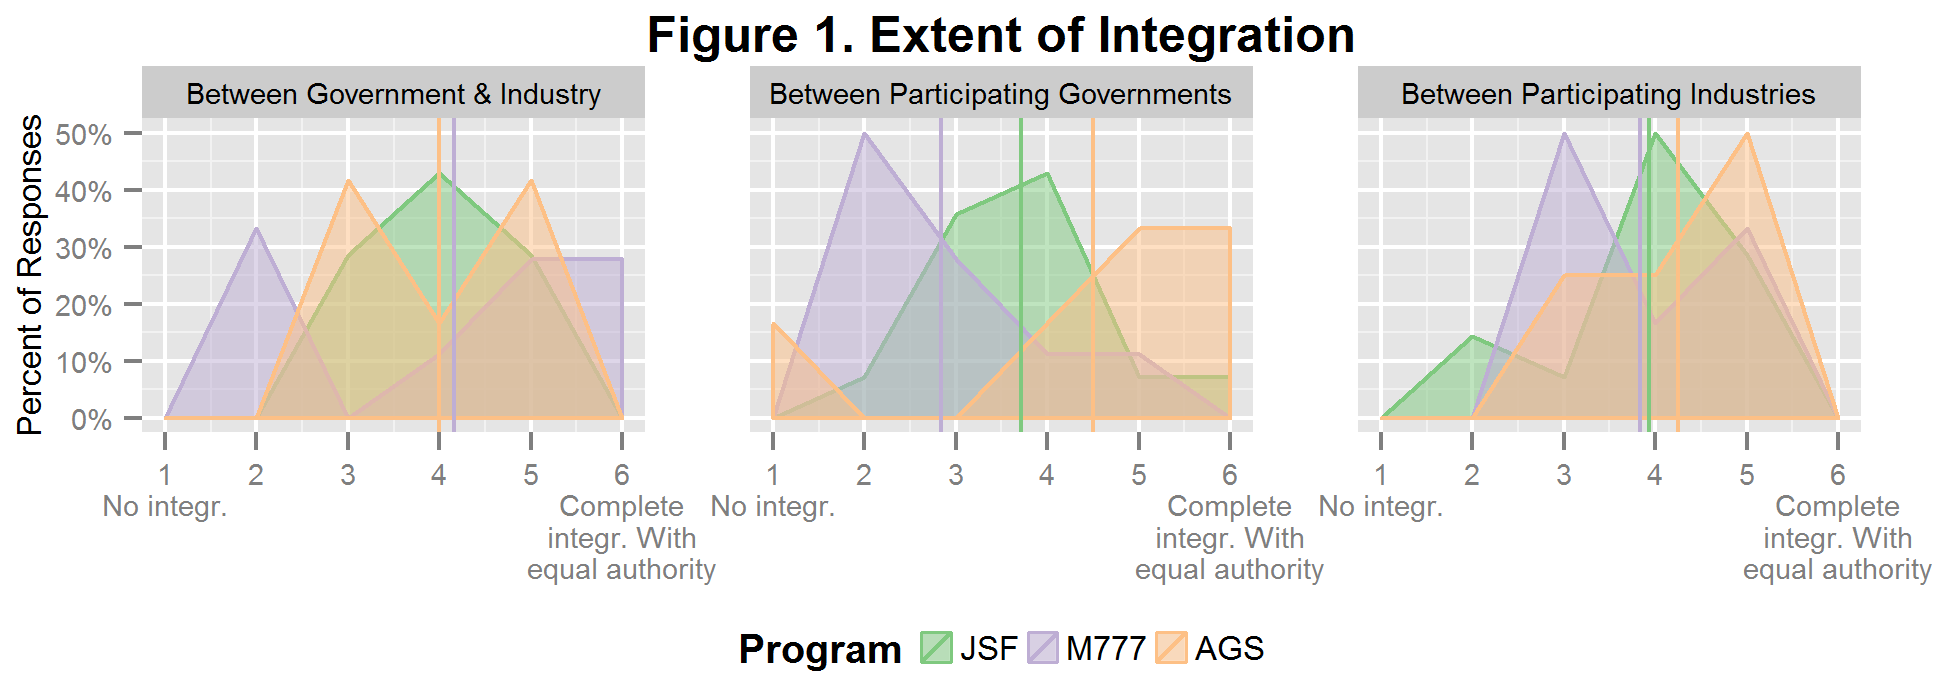 Figure 1. Extent of Integration
Between Government & Industry
Between Participating Governments
Between Participating Industries
Percent of Responses
50%
40%
30%
20%
10%
0%
1 2 3 4 5 6
No integr.
Complete
integr. With
equal authority
1 2 3 4 5 6
No integr.
Complete
integr. With
equal authority
1 2 3 4 5 6
No integr.
Complete
integr. With
equal authority
Program JSF M777 AGS